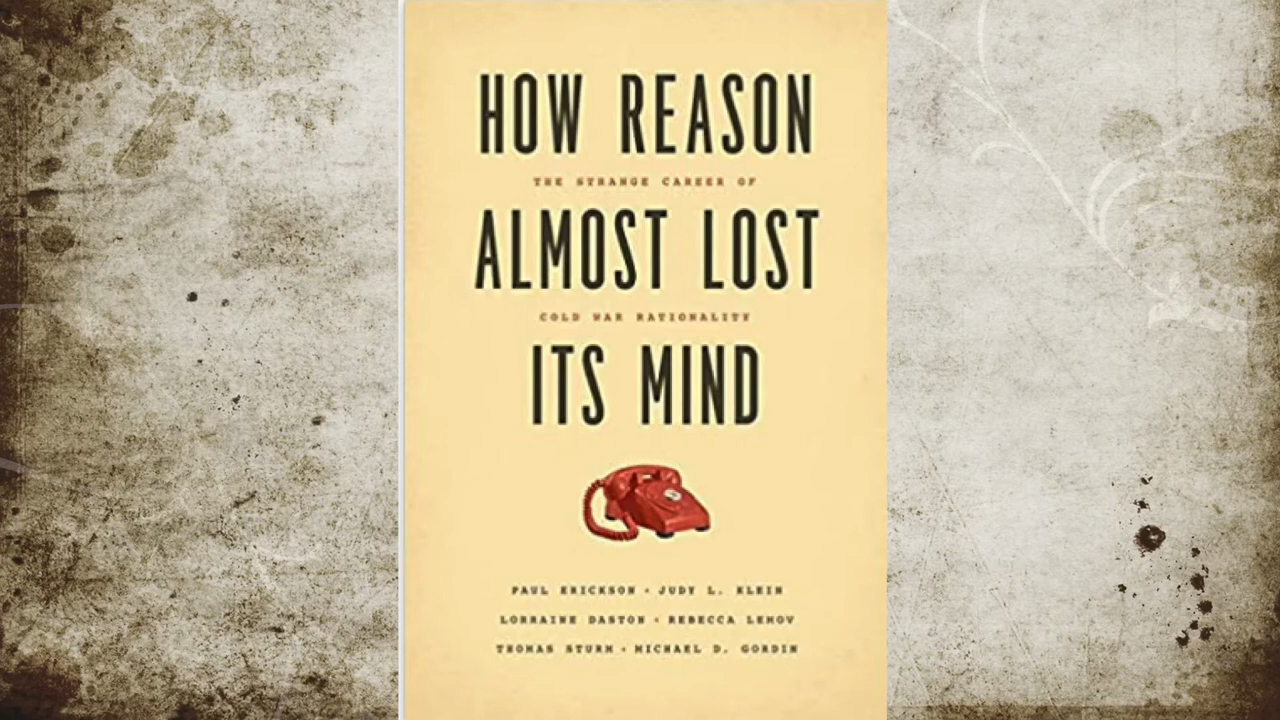 HOW REASON
THE STRANGE CAREER OF
ALMOST LOST
COLD WAR RATIONALITY
ITS MIND
PAUL ERICKSON • JUDY L. KLEIN
LORRAINE DASTON • REBECCA LEMOV
THOMAS STURM • MICHAEL D. GORDIN